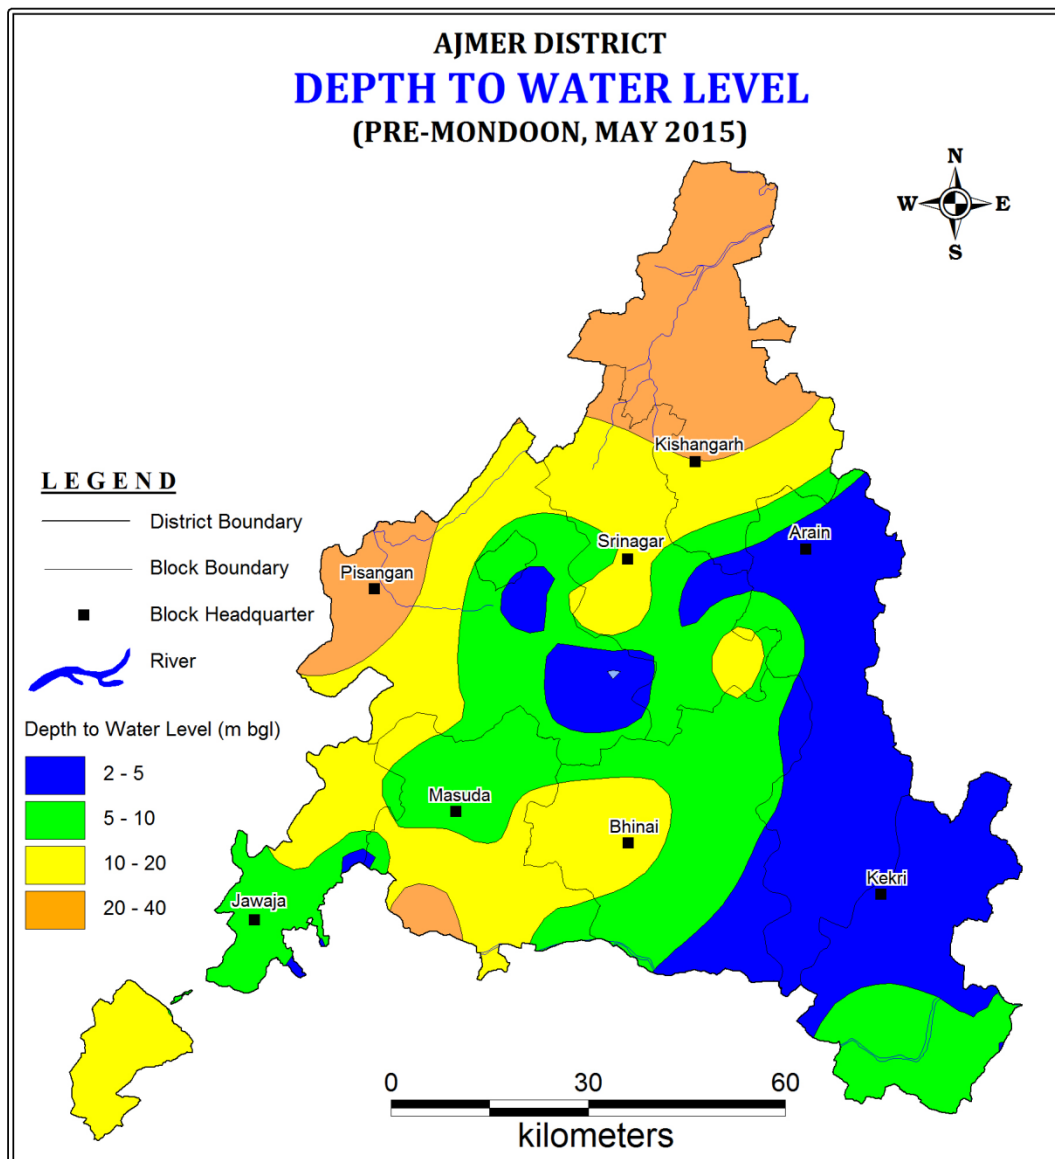 AJMER DISTRICT
DEPTH TO WATER LEVEL
(PRE-MONDOON, MAY 2015)
N
W E
S
Kishangarh
LEGEND
District Boundary
Block Boundary
Block Headquarter
River
Depth to Water Level (m bgl)
2 - 5
5 - 10
10 - 20
20 - 40
Arain
Srinagar
Pisangan
Masuda
Bhinai
Kekri
Jawaja
0 30 60
kilometers